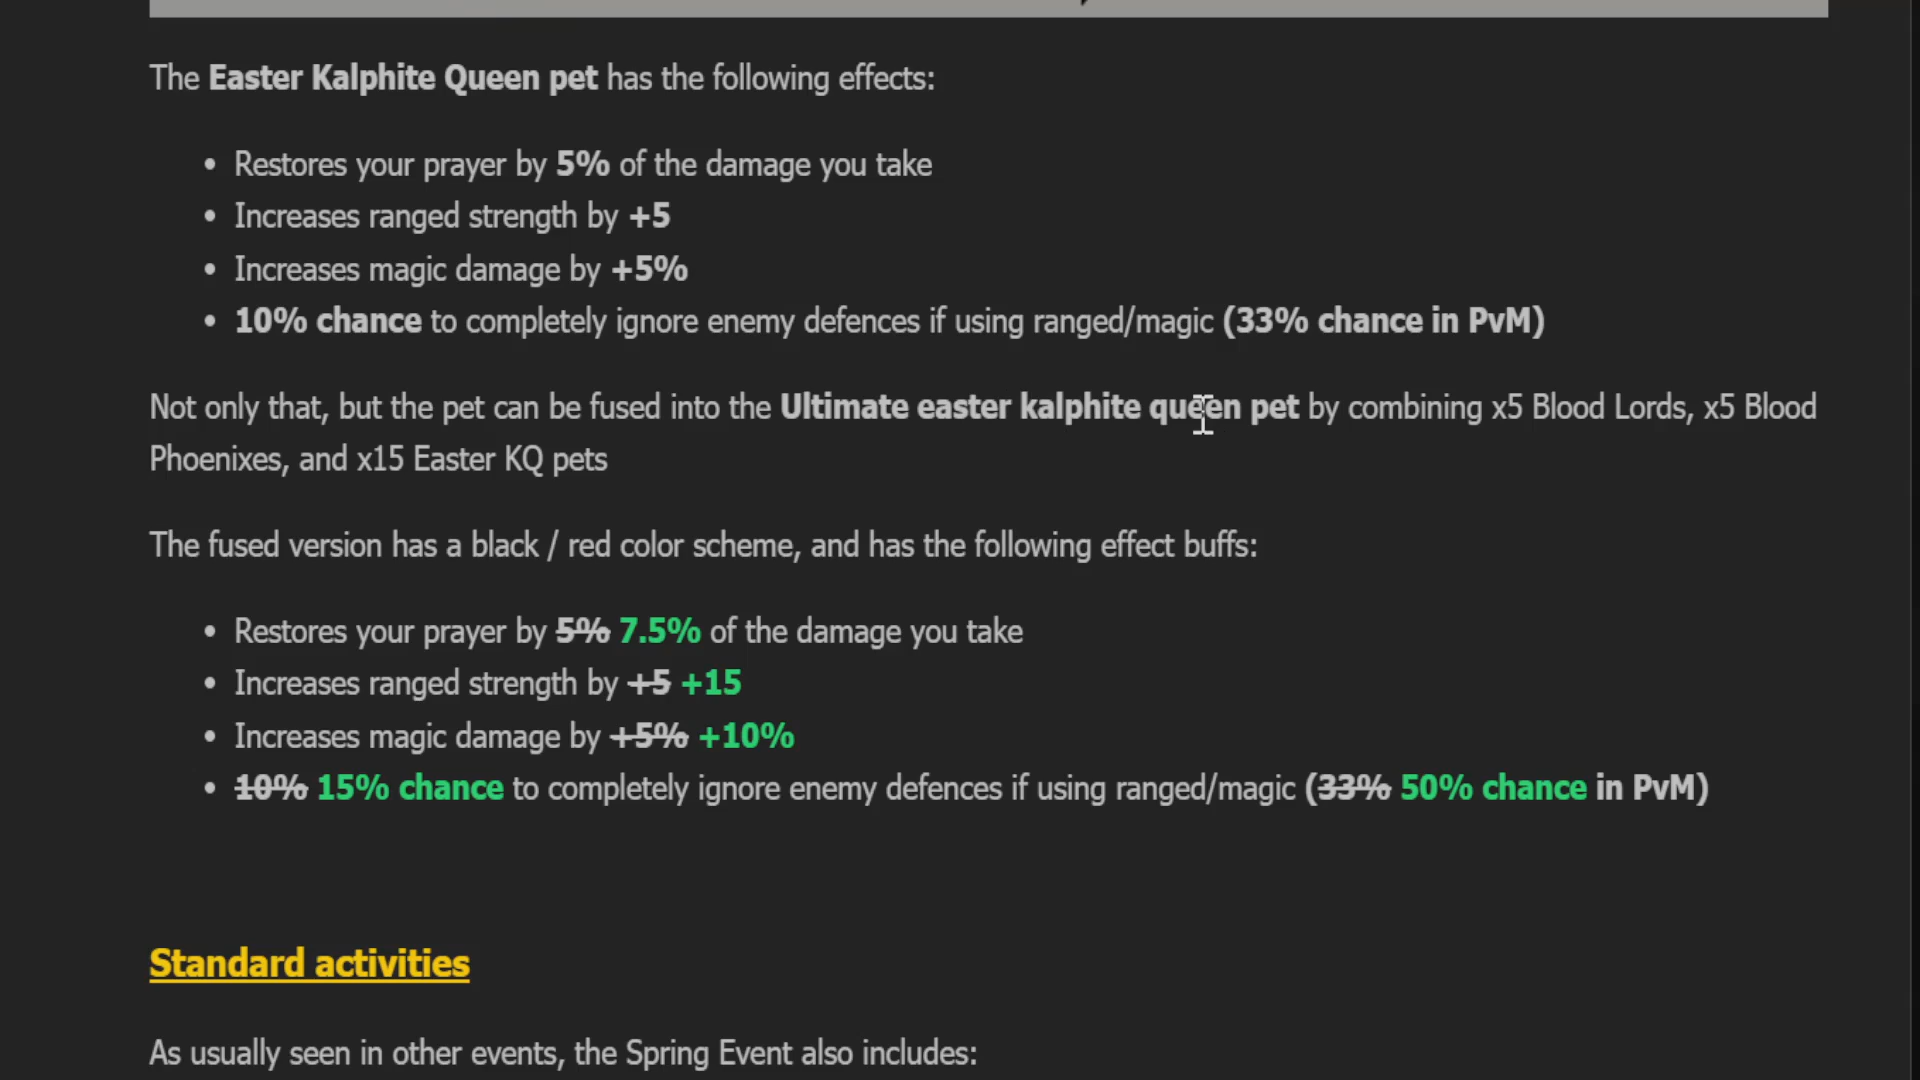 The Easter Kalphite Queen pet has the following effects:
• Restores your prayer by 5% of the damage you take
• Increases ranged strength by +5
• Increases magic damage by +5%
• 10% chance to completely ignore enemy defences if using ranged/magic (33% chance in PvM)
Not only that, but the pet can be fused into the Ultimate easter kalphite queen pet by combining x5 Blood Lords, x5 Blood
Phoenixes, and x15 Easter KQ pets
The fused version has a black / red color scheme, and has the following effect buffs:
• Restores your prayer by 5% 7.5% of the damage you take
• Increases ranged strength by +5 +15
• Increases magic damage by +5% +10%
• 10% 15% chance to completely ignore enemy defences if using ranged/magic (33% 50% chance in PvM)
Standard activities
As usually seen in other events, the Spring Event also includes: